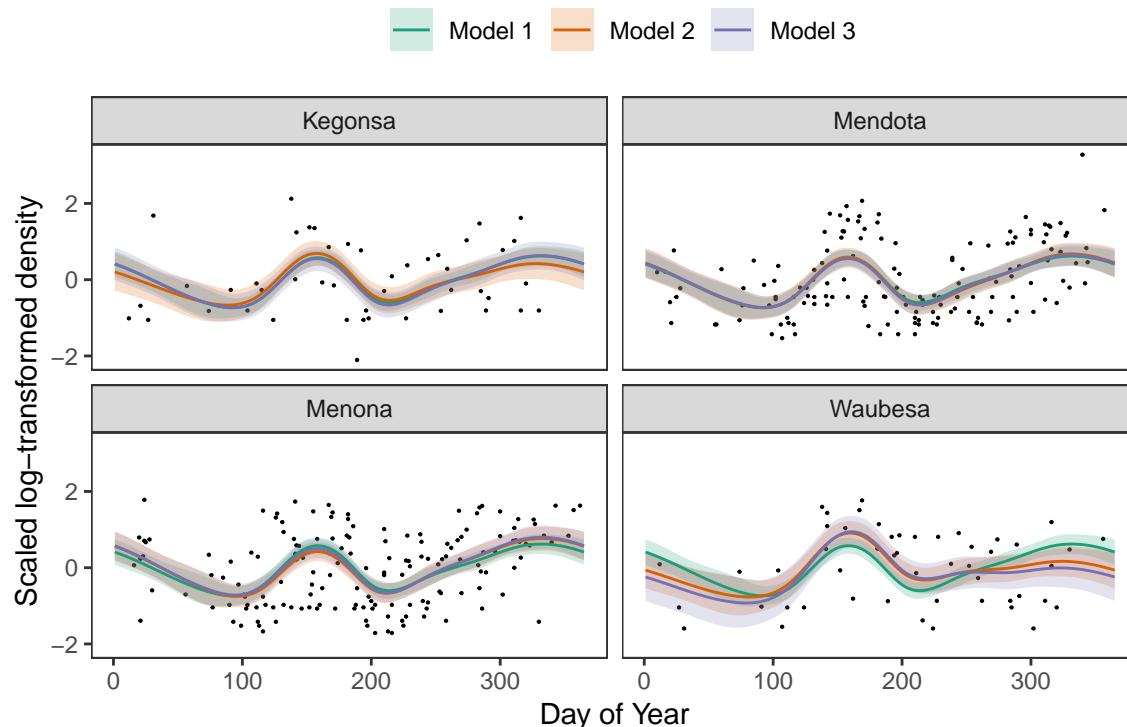 Model 1 Model 2 Model 3
Kegonsa Mendota
2
0
−2
Menona Waubesa
2
0
−2
0 100 200 300 0 100 200 300
Scaled log−transformed density
Day of Year